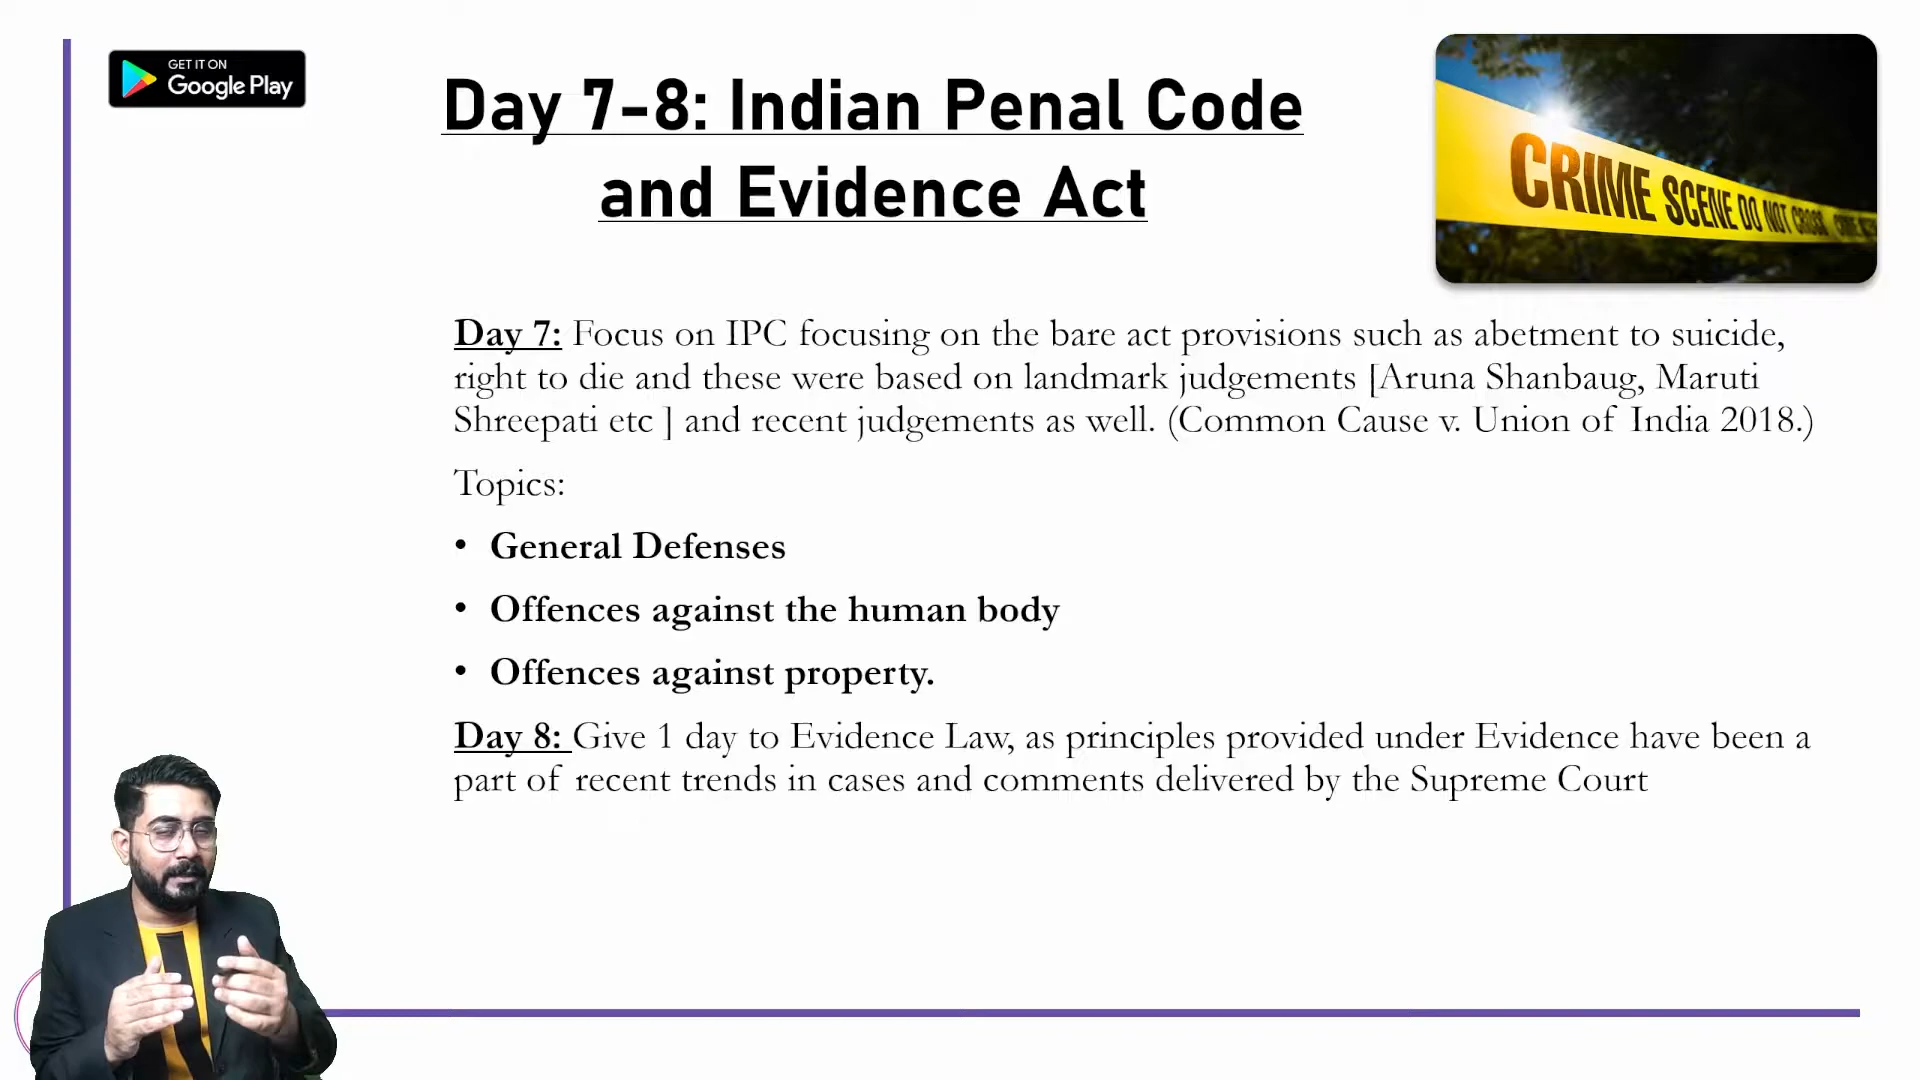 GET IT ON
Google Play
Day 7-8: Indian Penal Code
and Evidence Act
CRIME SCENE DO NOT CROSS
Day 7: Focus on IPC focusing on the bare act provisions such as abetment to suicide,
right to die and these were based on landmark judgements [Aruna Shanbaug, Maruti
Shreepati etc ] and recent judgements as well. (Common Cause v. Union of India 2018.)
Topics:
• General Defenses
• Offences against the human body
• Offences against property.
Day 8: Give 1 day to Evidence Law, as principles provided under Evidence have been a
part of recent trends in cases and comments delivered by the Supreme Court